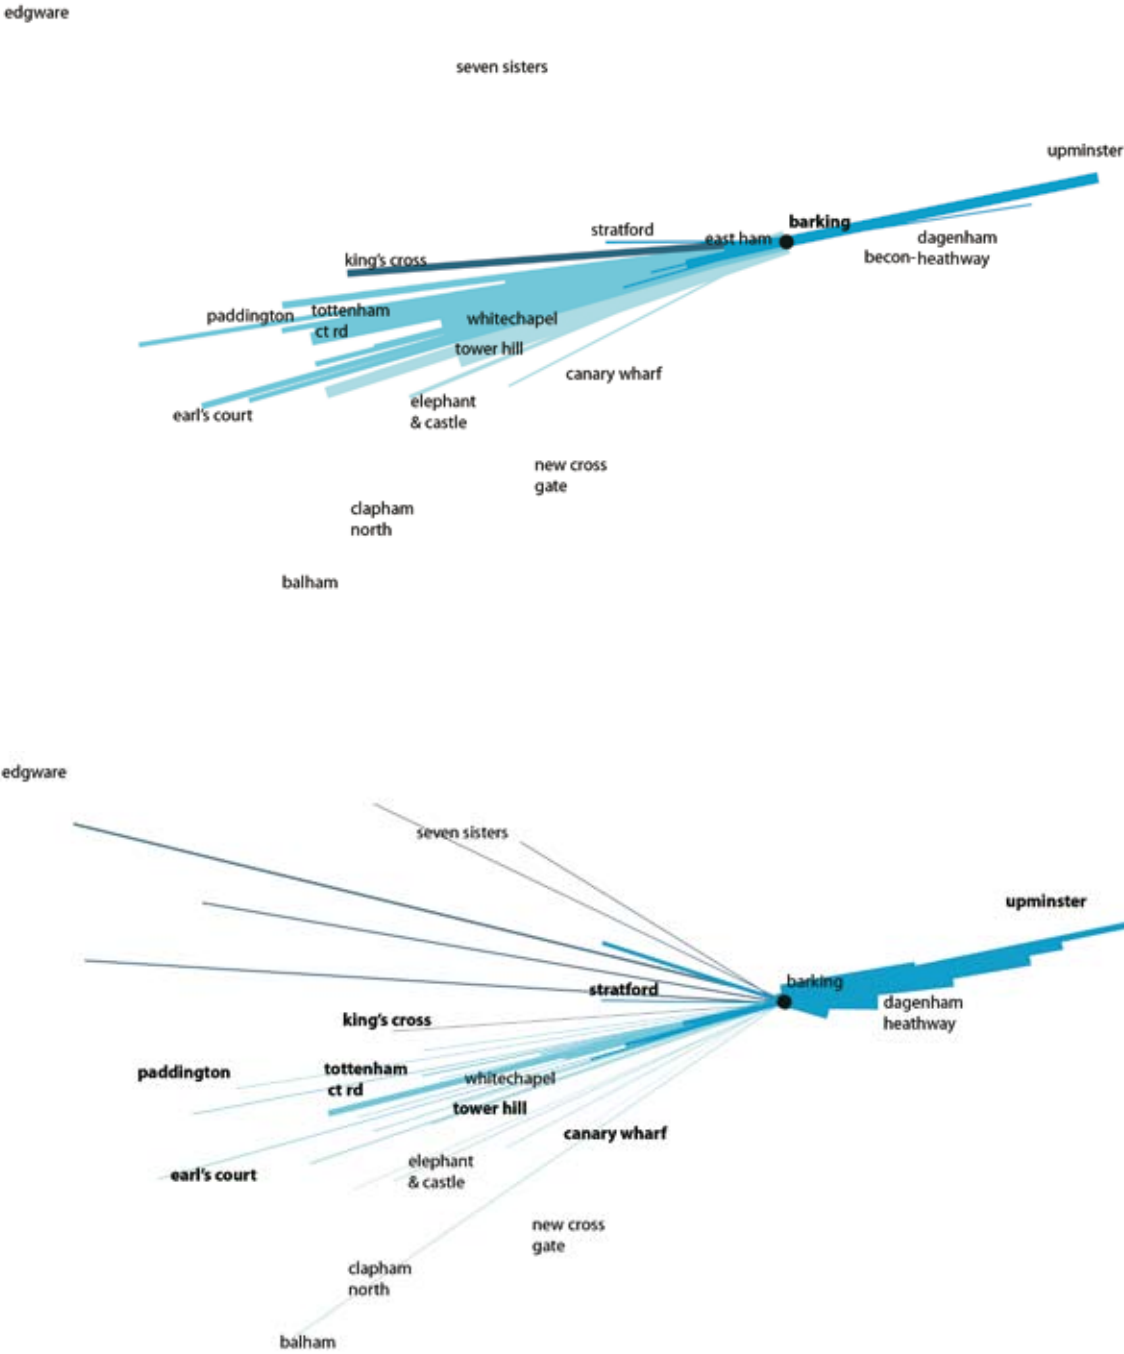 edgware
seven sisters
upminster
barking
stratford
east ham
dagenham
becon-heathway
king's cross
paddington
tottenham
ct rd
whitechapel
tower hill
canary wharf
elephant
& castle
earl's court
new cross
gate
clapham
north
balham
edgware
seven sisters
upminster
barking
stratford
dagenham
heathway
king's cross
paddington
tottenham
ct rd
whitechapel
tower hill
canary wharf
elephant
& castle
earl's court
new cross
gate
clapham
north
balham